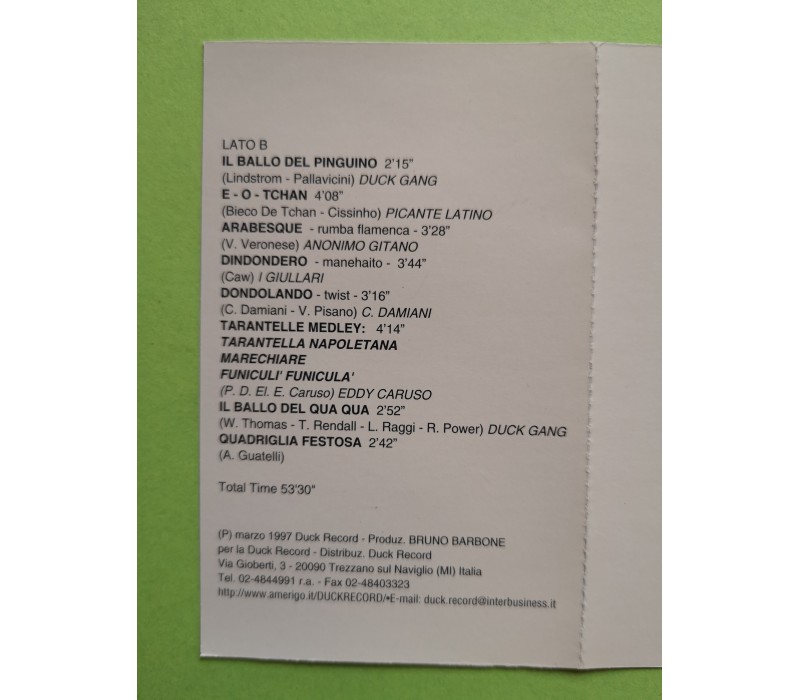 LATO B
IL BALLO DEL PINGUINO 2'15"
(Lindstrom - Pallavicini) DUCK GANG
E - O - TCHAN 4'08"
(Bieco De Tchan - Cissinho) PICANTE LATINO
ARABESQUE - rumba flamenca - 3'28"
(V. Veronese) ANONIMO GITANO
DINDONDERO - manehaito - 3'44"
(Caw) I GIULLARI
DONDOLANDO - twist - 3'16"
(C. Damiani - V. Pisano) C. DAMIANI
TARANTELLE MEDLEY: 4'14"
TARANTELLA NAPOLETANA
MARECHIARE
FUNICULI' FUNICULA'
(P. D. El. E. Caruso) EDDY CARUSO
IL BALLO DEL QUA QUA 2'52"
(W. Thomas - T. Rendall - L. Raggi - R. Power) DUCK GANG
QUADRIGLIA FESTOSA 2'42"
(A. Guatelli)
Total Time 53'30"
(P) marzo 1997 Duck Record - Produz. BRUNO BARBONE
per la Duck Record - Distribuz. Duck Record
Via Gioberti, 3 - 20090 Trezzano sul Naviglio (MI) Italia
Tel. 02-4844991 r.a. - Fax 02-48403323
http://www.amerigo.it/DUCKRECORD/•E-mail: duck.record@interbusiness.it